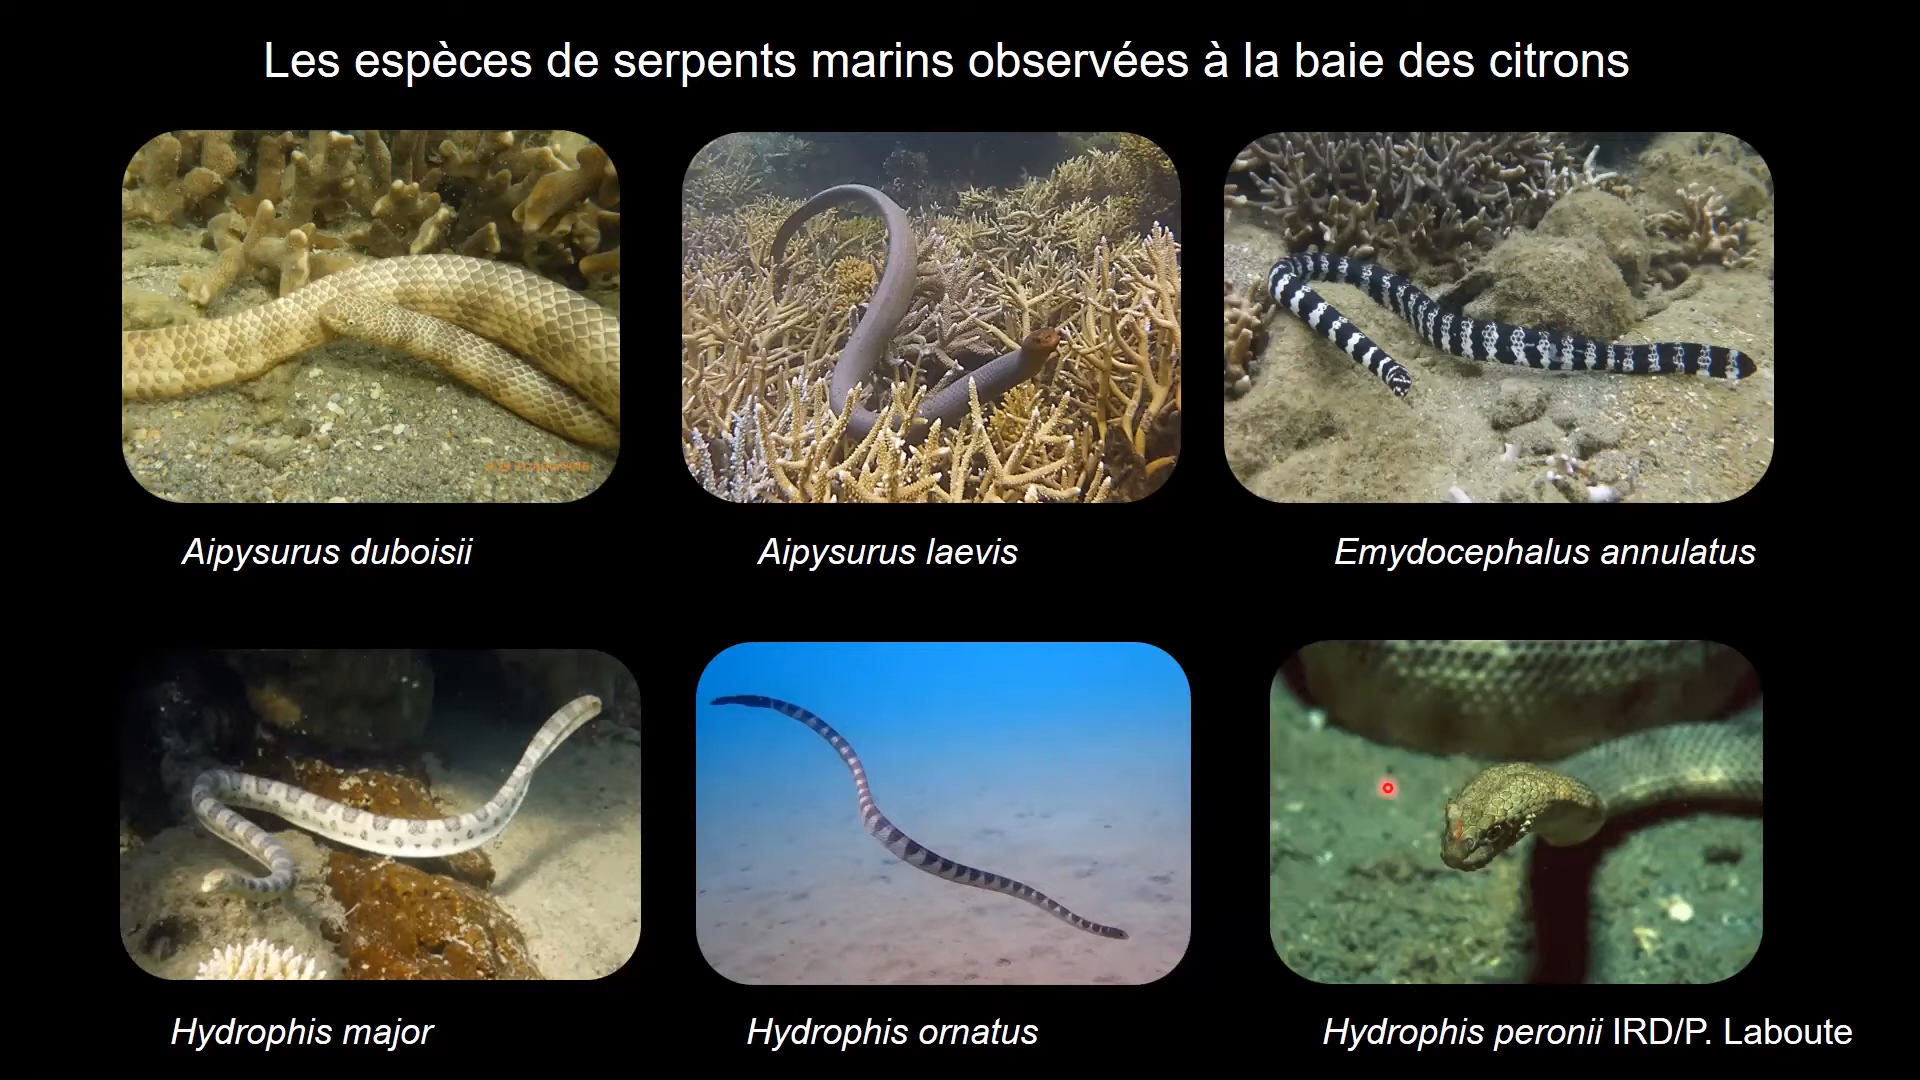 Les espèces de serpents marins observées à la baie des citrons
Aipysurus duboisii
Aipysurus laevis
Emydocephalus annulatus
Hydrophis major
Hydrophis ornatus
Hydrophis peronii IRD/P. Laboute